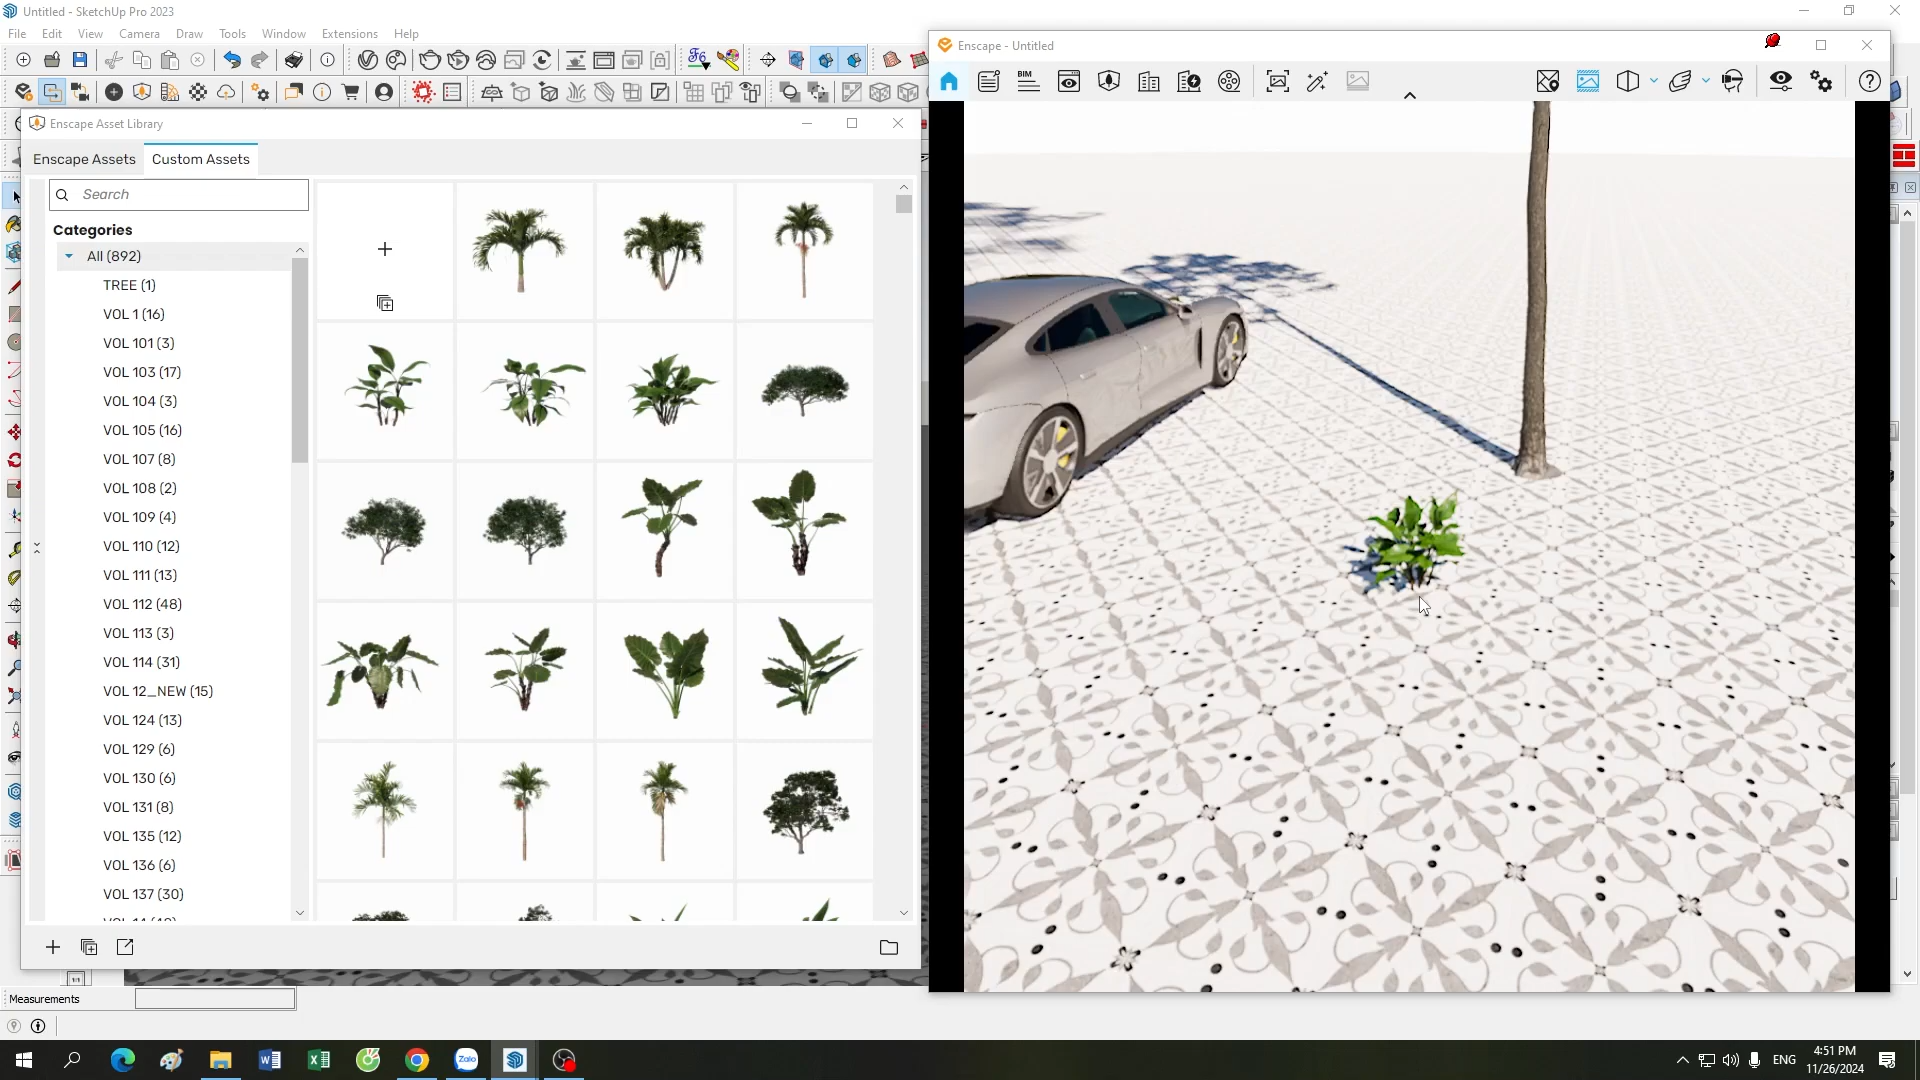 Untitled - SketchUp Pro 2023
File Edit View Camera Draw Tools Window Extensions Help
Enscape - Untitled
BIM
Enscape Asset Library
Enscape Assets Custom Assets
Search
Categories
All (892)
TREE (1)
VOL 1 (16)
VOL 101 (3)
VOL 103 (17)
VOL 104 (3)
VOL 105 (16)
VOL 107 (8)
VOL 108 (2)
VOL 109 (4)
VOL 110 (12)
VOL 111 (13)
VOL 112 (48)
VOL 113 (3)
VOL 114 (31)
VOL 12_NEW (15)
VOL 124 (13)
VOL 129 (6)
VOL 130 (6)
VOL 131 (8)
VOL 135 (12)
VOL 136 (6)
VOL 137 (30)
Measurements
Zalo
ENG
4:51 PM
11/26/2024